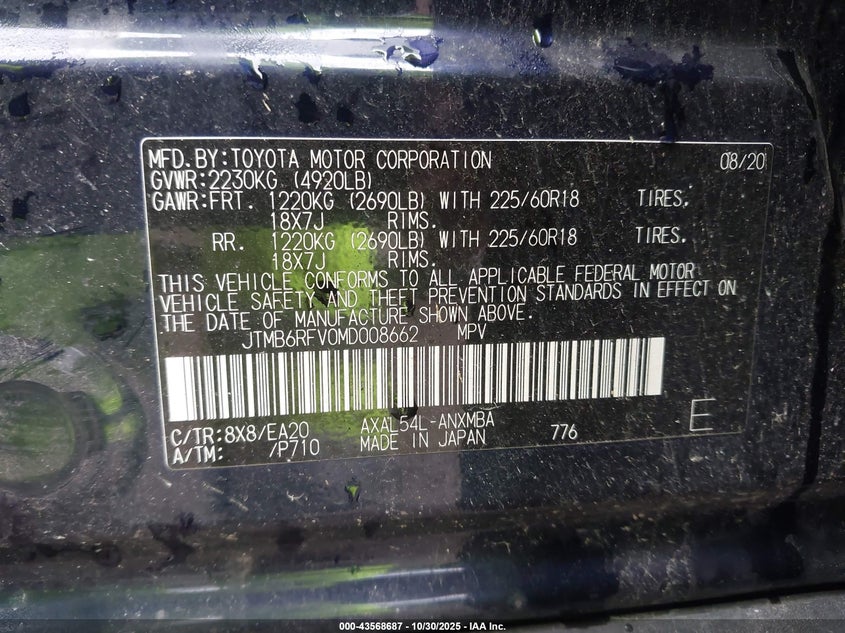 MFD.BY:TOYOTA MOTOR CORPORATION 08/20
GVWR:2230KG (4920LB)
GAWR:FRT. 1220KG (2690LB) WITH 225/60R18 TIRES.
18X7J RIMS.
RR. 1220KG (2690LB) WITH 225/60R18 TIRES.
18X7J RIMS.
THIS VEHICLE CONFORMS TO ALL APPLICABLE FEDERAL MOTOR
VEHICLE SAFETY AND THEFT PREVENTION STANDARDS IN EFFECT ON
THE DATE OF MANUFACTURE SHOWN ABOVE.
JTMB6RFV0MD008662 MPV
C/TR:8X8/EA20 AXAL54L-ANXMBA E
A/TM: /P710 MADE IN JAPAN 776
000-43568687 - 10/30/2025 - IAA Inc.